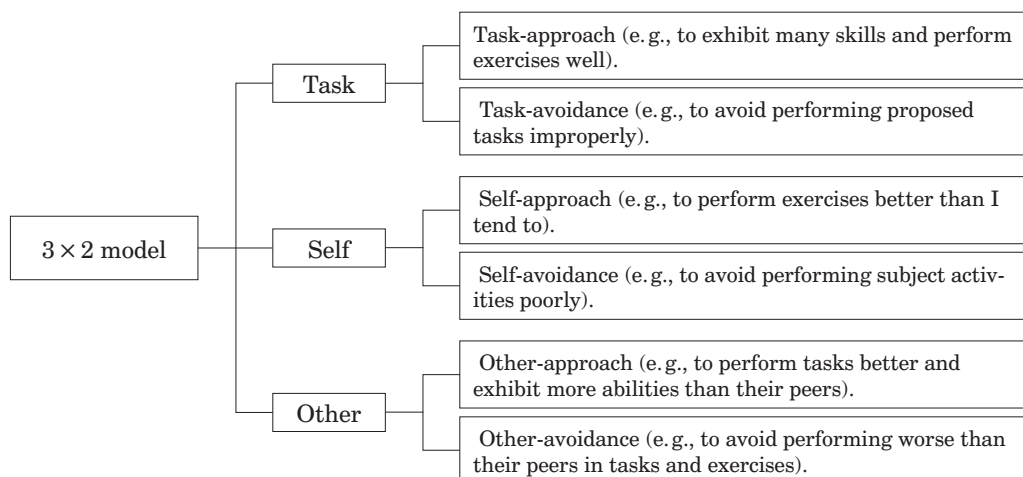 Task-approach (e.g., to exhibit many skills and perform
exercises well).
Task
Task-avoidance (e.g., to avoid performing proposed
tasks improperly).
Self-approach (e.g., to perform exercises better than I
tend to).
3 × 2 model
Self
Self-avoidance (e.g., to avoid performing subject activ-
ities poorly).
Other-approach (e.g., to perform tasks better and
exhibit more abilities than their peers).
Other
Other-avoidance (e.g., to avoid performing worse than
their peers in tasks and exercises).